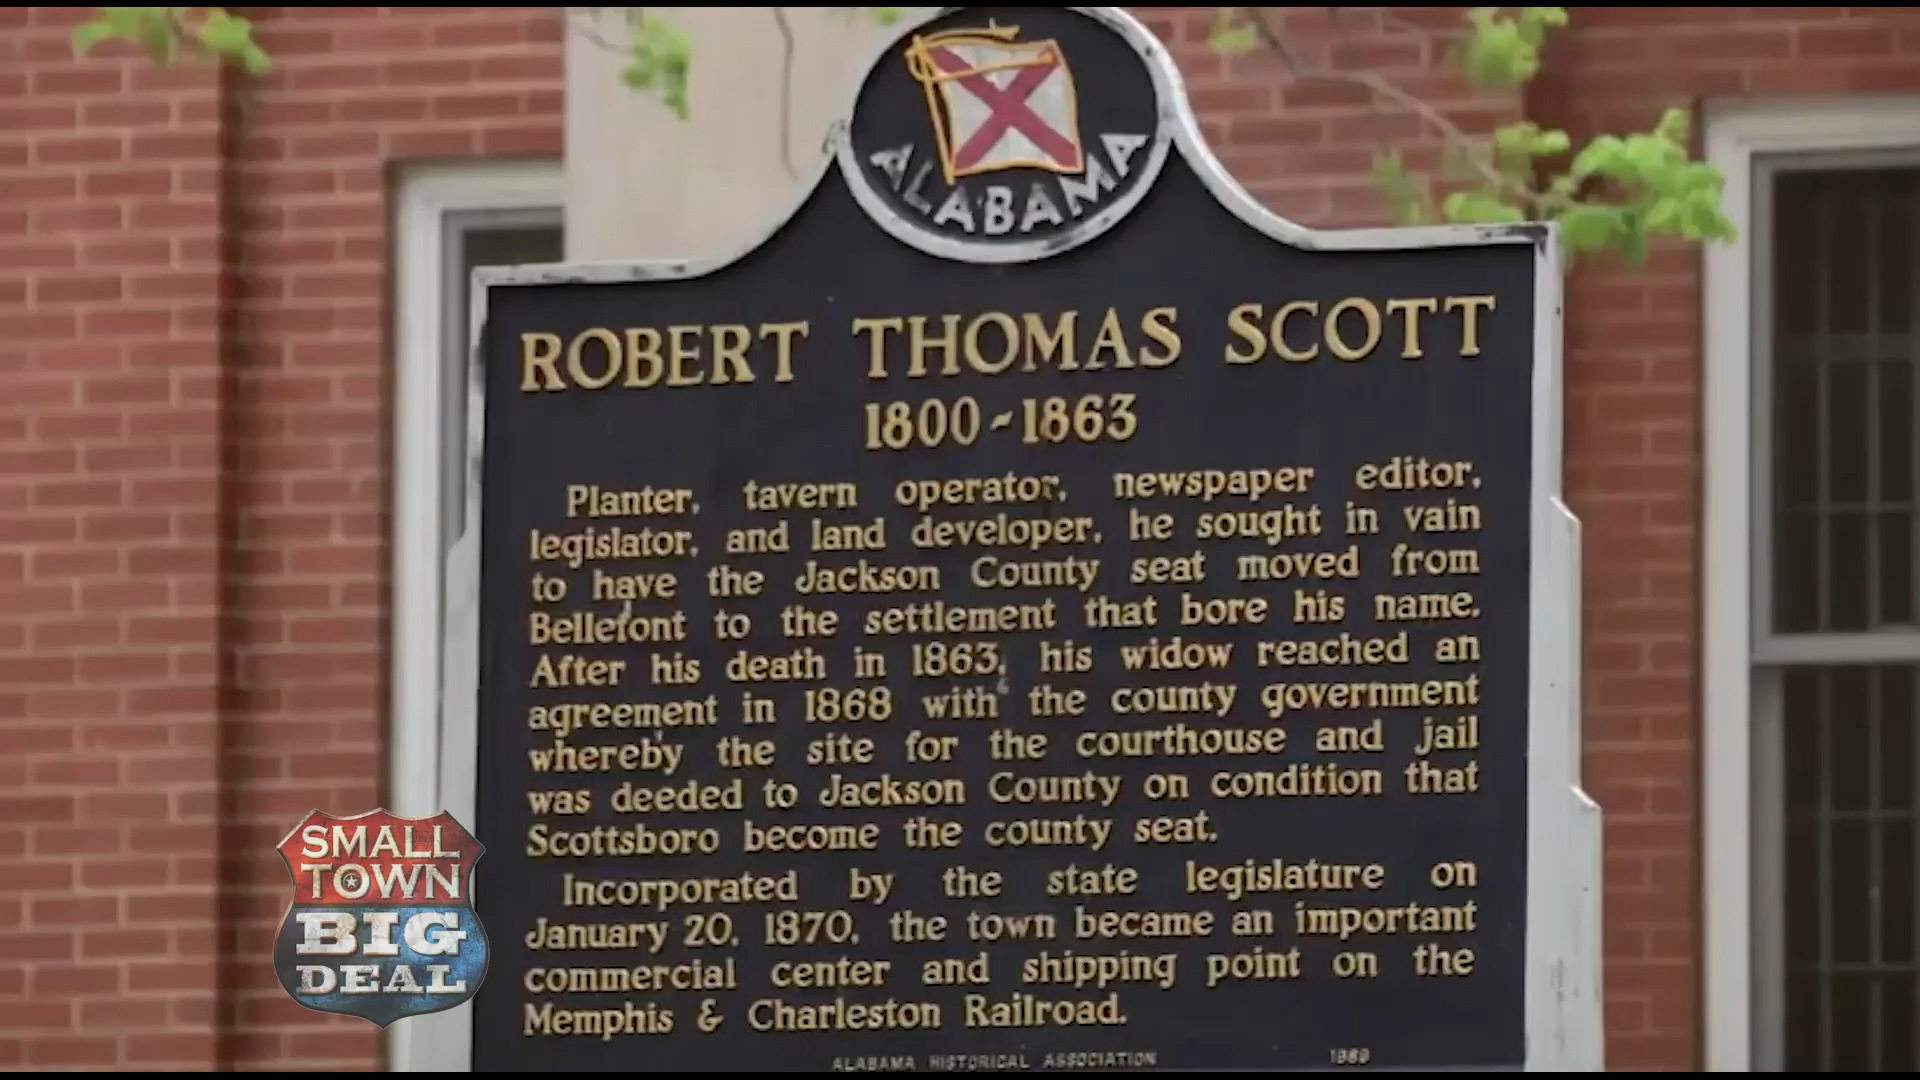 ALABAMA
ROBERT THOMAS SCOTT
1800-1863
Planter, tavern operator, newspaper editor,
legislator, and land developer, he sought in vain
to have the Jackson County seat moved from
Bellefont to the settlement that bore his name.
After his death in 1863, his widow reached an
agreement in 1868 with the county government
whereby the site for the courthouse and jail
was deeded to Jackson County on condition that
Scottsboro become the county seat.
Incorporated by the state legislature on
January 20, 1870, the town became an important
commercial center and shipping point on the
Memphis & Charleston Railroad.
ALABAMA HISTORICAL ASSOCIATION
SMALL
TOWN
BIG
DEAL